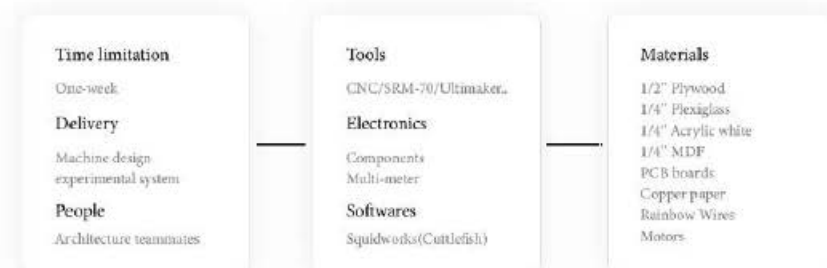 Time limitation
One-week
Delivery
Machine design
experimental system
People
Architecture teammates
Tools
CNC/SRM-70/Ultimaker..
Electronics
Components
Multi-meter
Softwares
Squidworks(Cuttlefish)
Materials
1/2" Plywood
1/4" Plexiglass
1/4" Acrylic white
1/4" MDF
PCB boards
Copper paper
Rainbow Wires
Motors